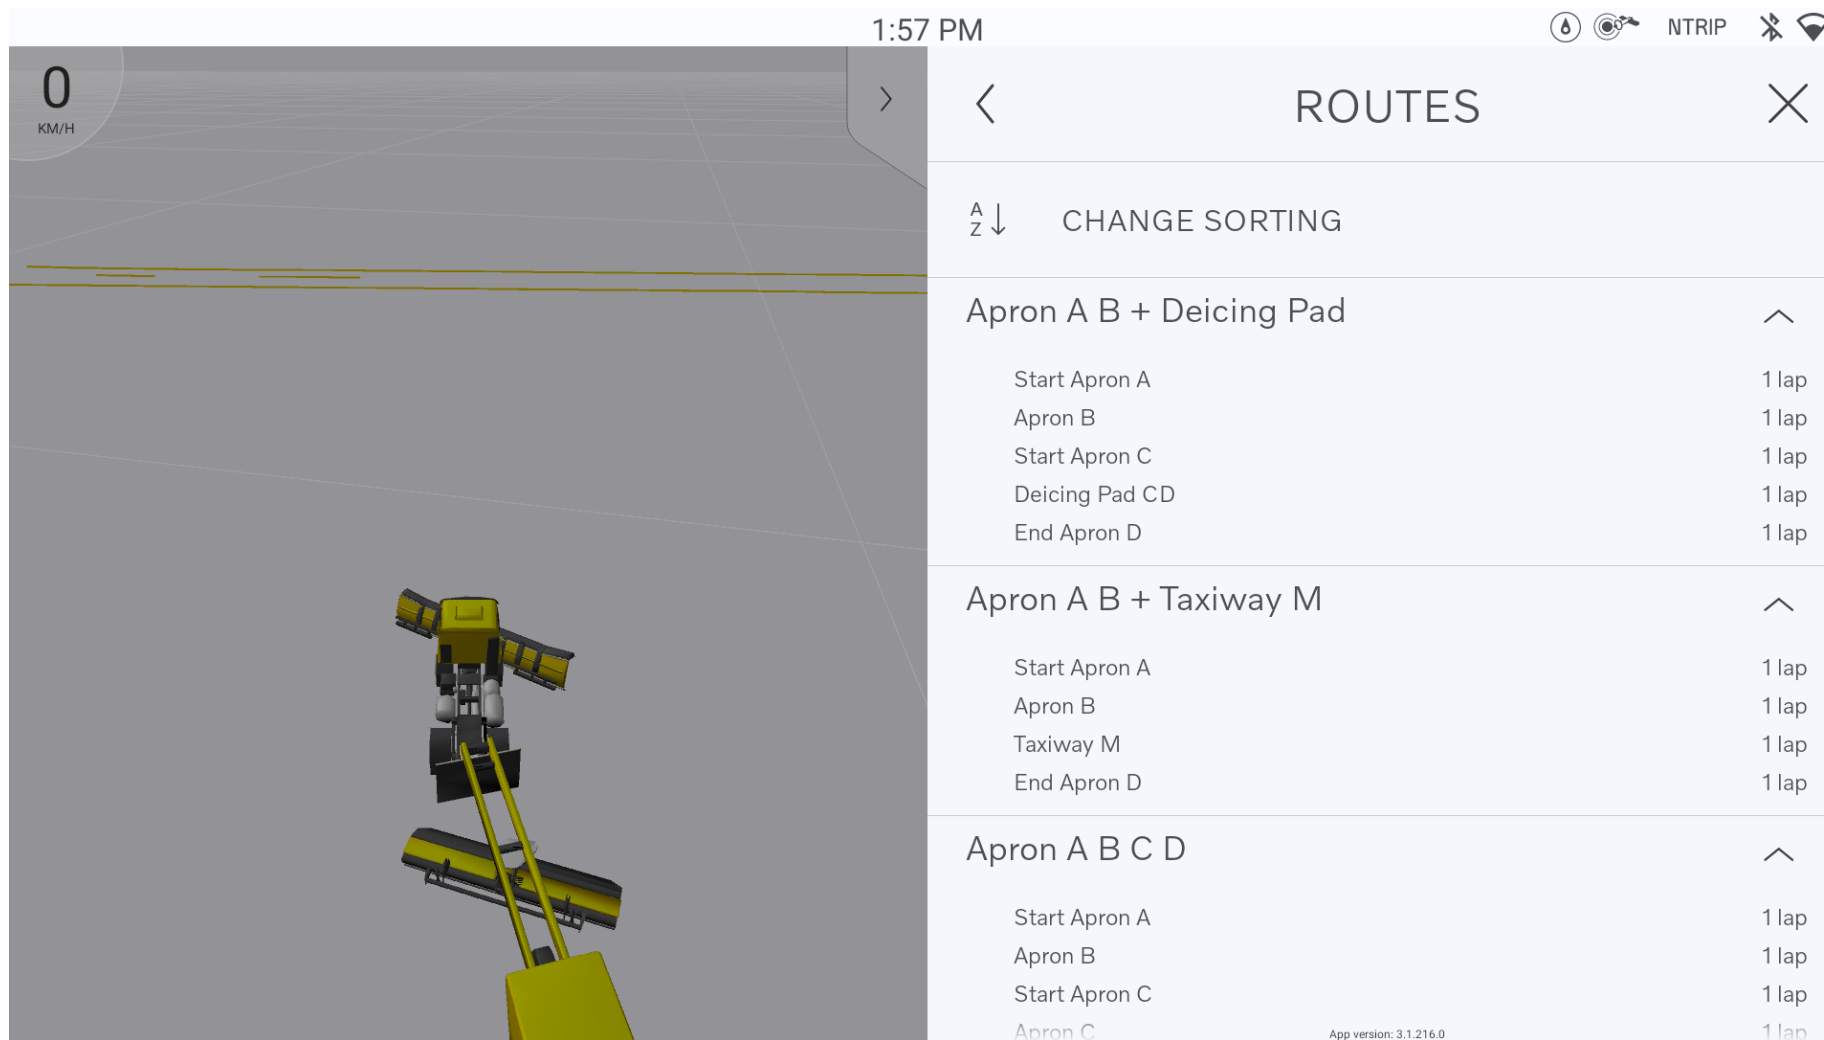 1:57 PM
NTRIP
0
KM/H
ROUTES
A
Z
CHANGE SORTING
Apron A B + Deicing Pad
Start Apron A 1 lap
Apron B 1 lap
Start Apron C 1 lap
Deicing Pad CD 1 lap
End Apron D 1 lap
Apron A B + Taxiway M
Start Apron A 1 lap
Apron B 1 lap
Taxiway M 1 lap
End Apron D 1 lap
Apron A B C D
Start Apron A 1 lap
Apron B 1 lap
Start Apron C 1 lap
Apron C 1 lap
App version: 3.1.216.0